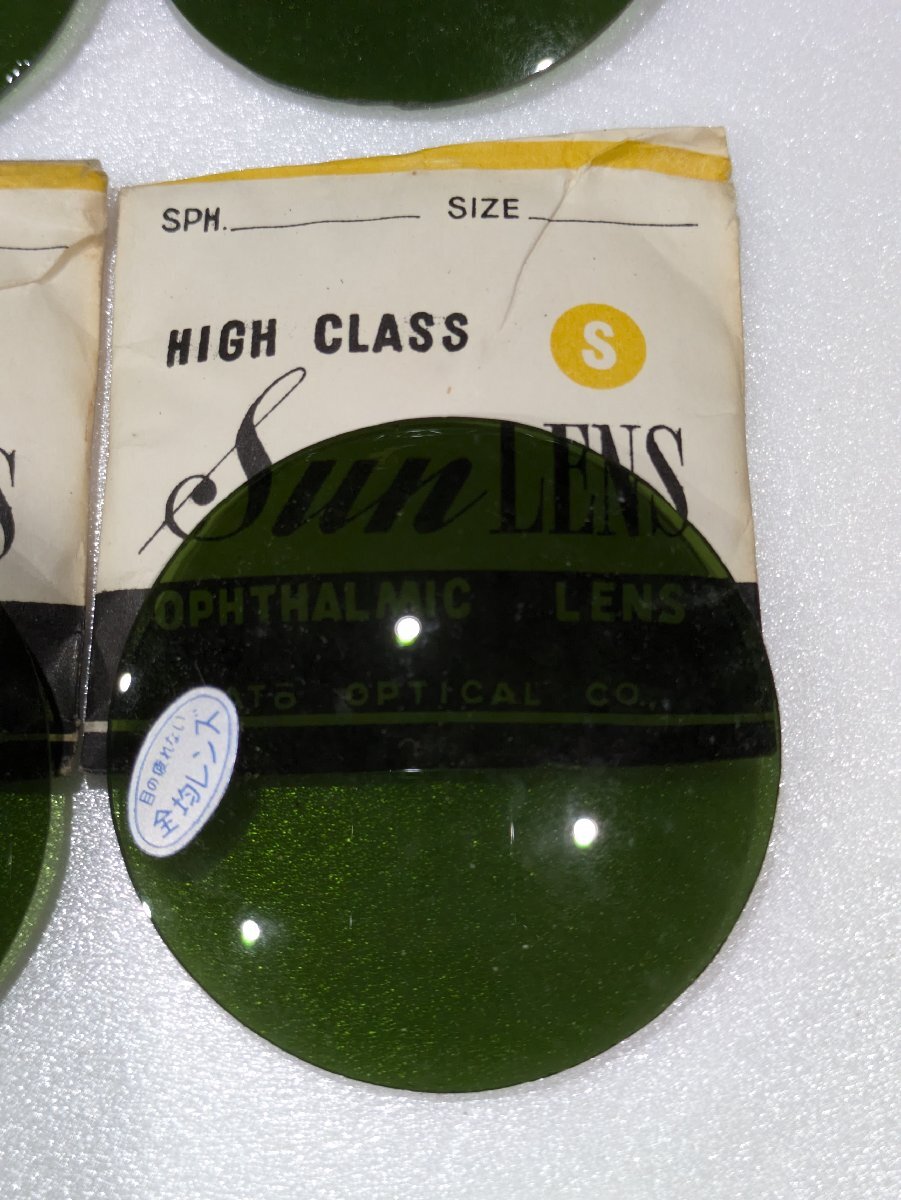 SPH. SIZE
HIGH CLASS S
Sun LENS
OPHTHALMIC LENS
OPTICAL CO.,
目の疲れない
全均レンズ
S